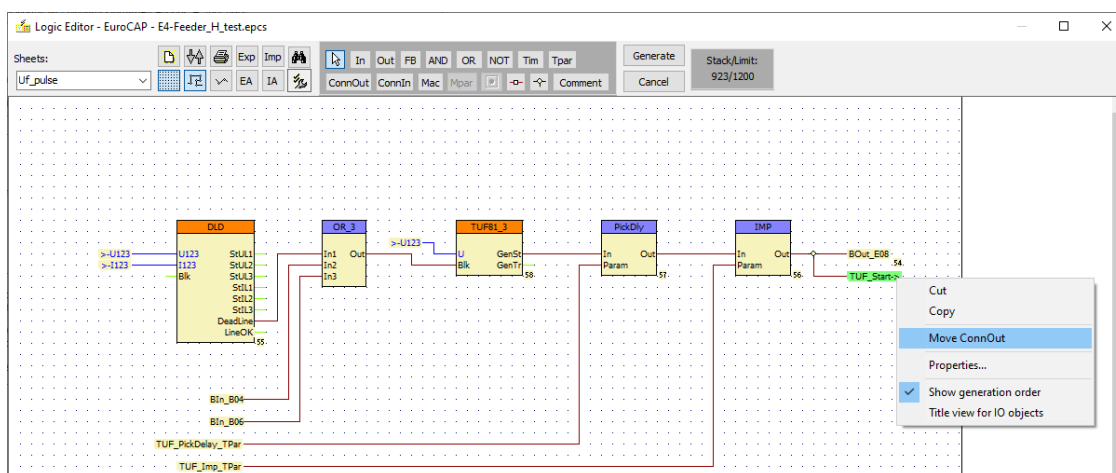 Logic Editor - EuroCAP - E4-Feeder_H_test.epcs
Sheets:
Uf_pulse
Exp Imp
EA IA
In Out FB AND OR NOT Tim Tpar
ConnOut ConnIn Mac Mpar Comment
Generate
Cancel
Stack/Limit:
923/1200
DLD
>-U123
>-I123
U123
I123
Blk
StUL1
StUL2
StUL3
StIL1
StIL2
StIL3
DeadLine
LineOK
55
OR_3
In1 Out
In2
In3
>-U123
TUF81_3
U GenSt
Blk GenTr
58
PickDly
In Out
Param
57
IMP
In Out
Param
56
BOut_E08
54
TUF_Start->
BIn_B04
BIn_B06
TUF_PickDelay_TPar
TUF_Imp_TPar
Cut
Copy
Move ConnOut
Properties...
Show generation order
Title view for IO objects